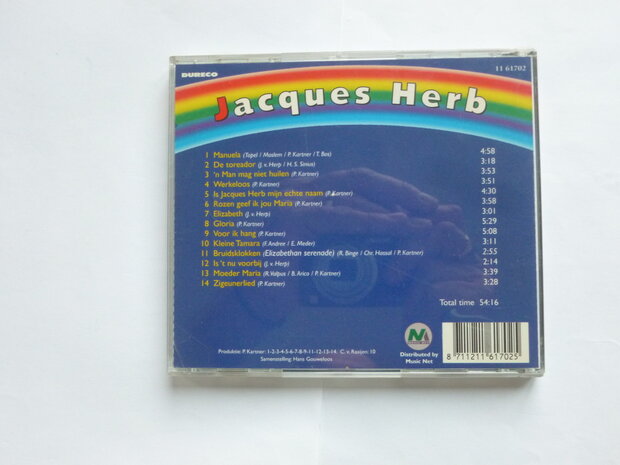 DURECO 11 61702
Jacques Herb
1 Manuela (Topel / Maslem / P. Kartner / T. Bas) 4:58
2 De toreador (J. v. Herp / H. S. Sinius) 3:18
3 'n Man mag niet huilen (P. Kartner) 3:53
4 Werkeloos (P. Kartner) 3:51
5 Is Jacques Herb mijn echte naam (P. Kartner) 4:30
6 Rozen geef ik jou Maria (P. Kartner) 3:58
7 Elizabeth (J. v. Herp) 3:01
8 Gloria (P. Kartner) 5:29
9 Voor ik hang (P. Kartner) 5:08
10 Kleine Tamara (F. Andree / E. Meder) 3:11
11 Bruidsklokken (Elizabethan serenade) (R. Binge / Chr. Hassal / P. Kartner) 2:55
12 Is 't nu voorbij (J. v. Herp) 2:14
13 Moeder Maria (R. Valpus / B. Arico / P. Kartner) 3:39
14 Zigeunerlied (P. Kartner) 3:28
Total time 54:16
Produktie: P. Kartner: 1-2-3-4-5-6-7-8-9-11-12-13-14. C. v. Raaijen: 10
Samenstelling: Hans Gouweloos
Distributed by
Music Net
8 711211 617025